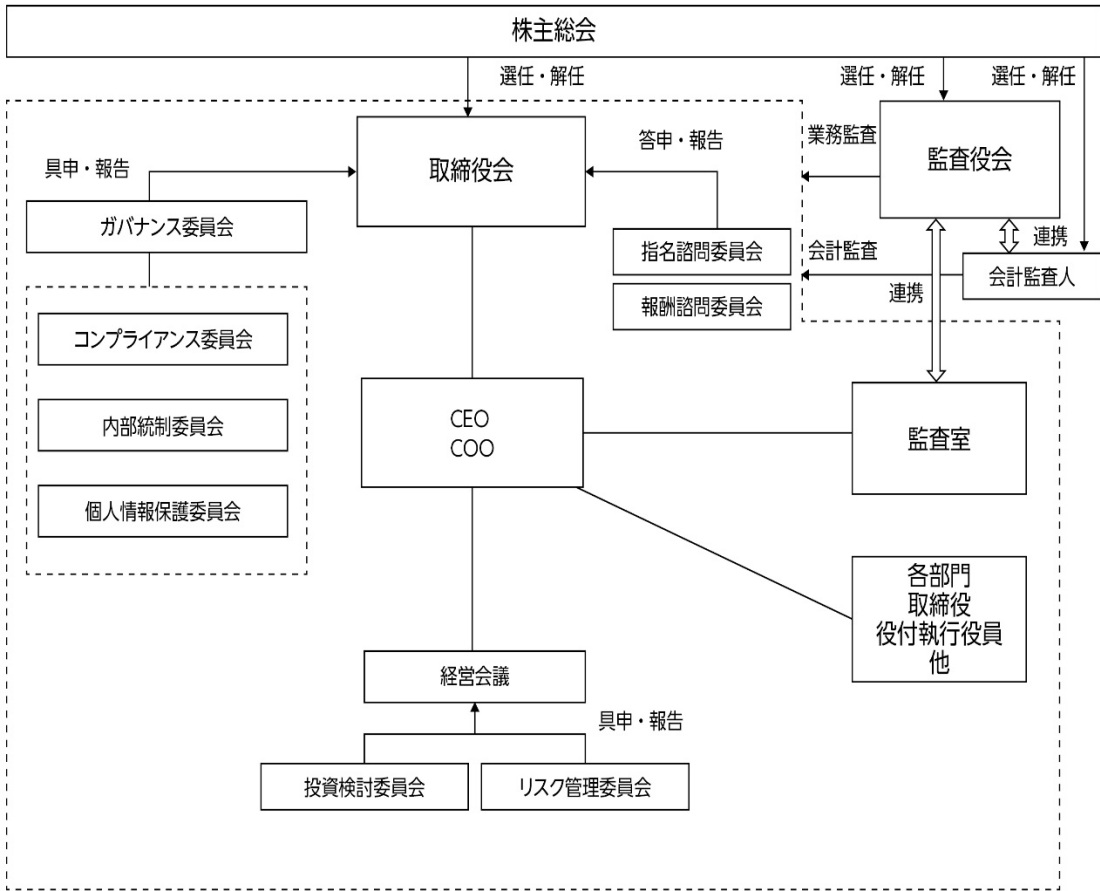 株主総会
選任・解任
選任・解任
選任・解任
取締役会
監査役会
業務監査
答申・報告
具申・報告
ガバナンス委員会
指名諮問委員会
会計監査
連携
会計監査人
連携
報酬諮問委員会
コンプライアンス委員会
内部統制委員会
個人情報保護委員会
CEO
COO
監査室
各部門
取締役
役付執行役員
他
経営会議
具申・報告
投資検討委員会
リスク管理委員会